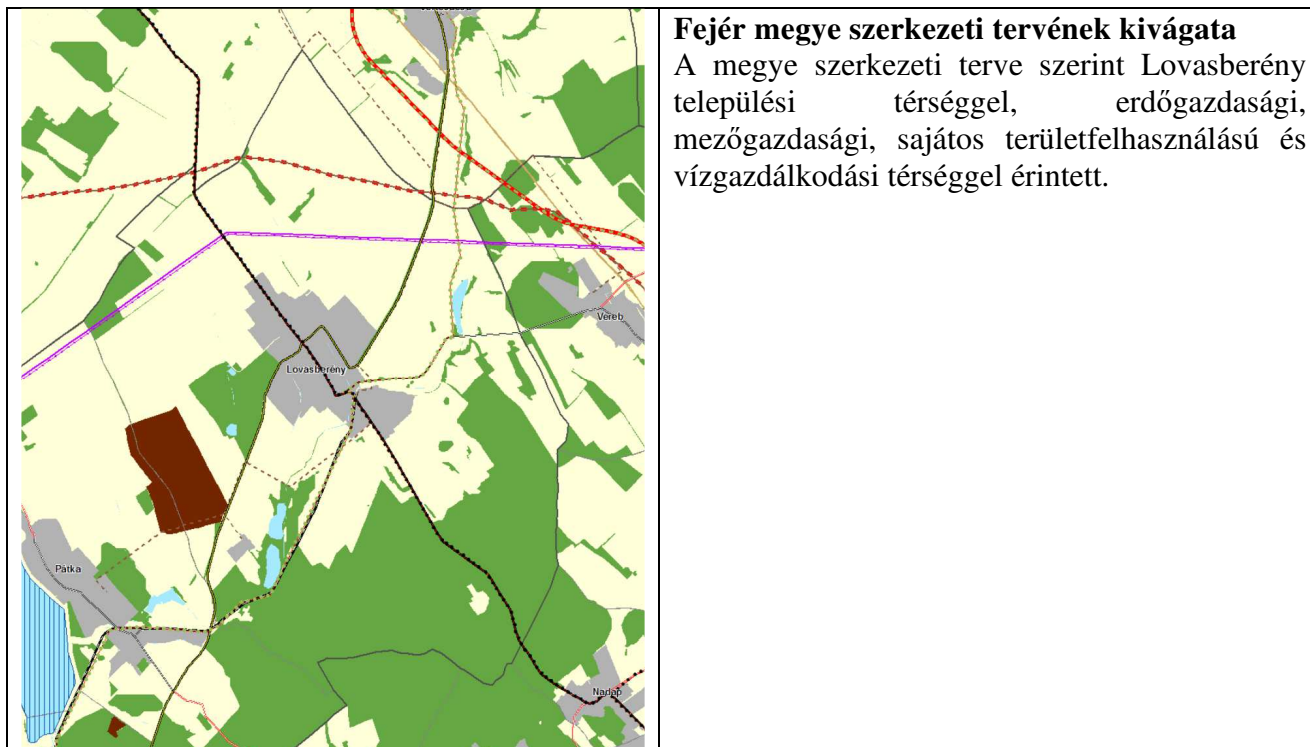 Fejér megye szerkezeti tervének kivágata
A megye szerkezeti terve szerint Lovasberény
települési térséggel, erdőgazdasági,
mezőgazdasági, sajátos területfelhasználású és
vízgazdálkodási térséggel érintett.
Vereb
Lovasberény
Pátka
Nadap